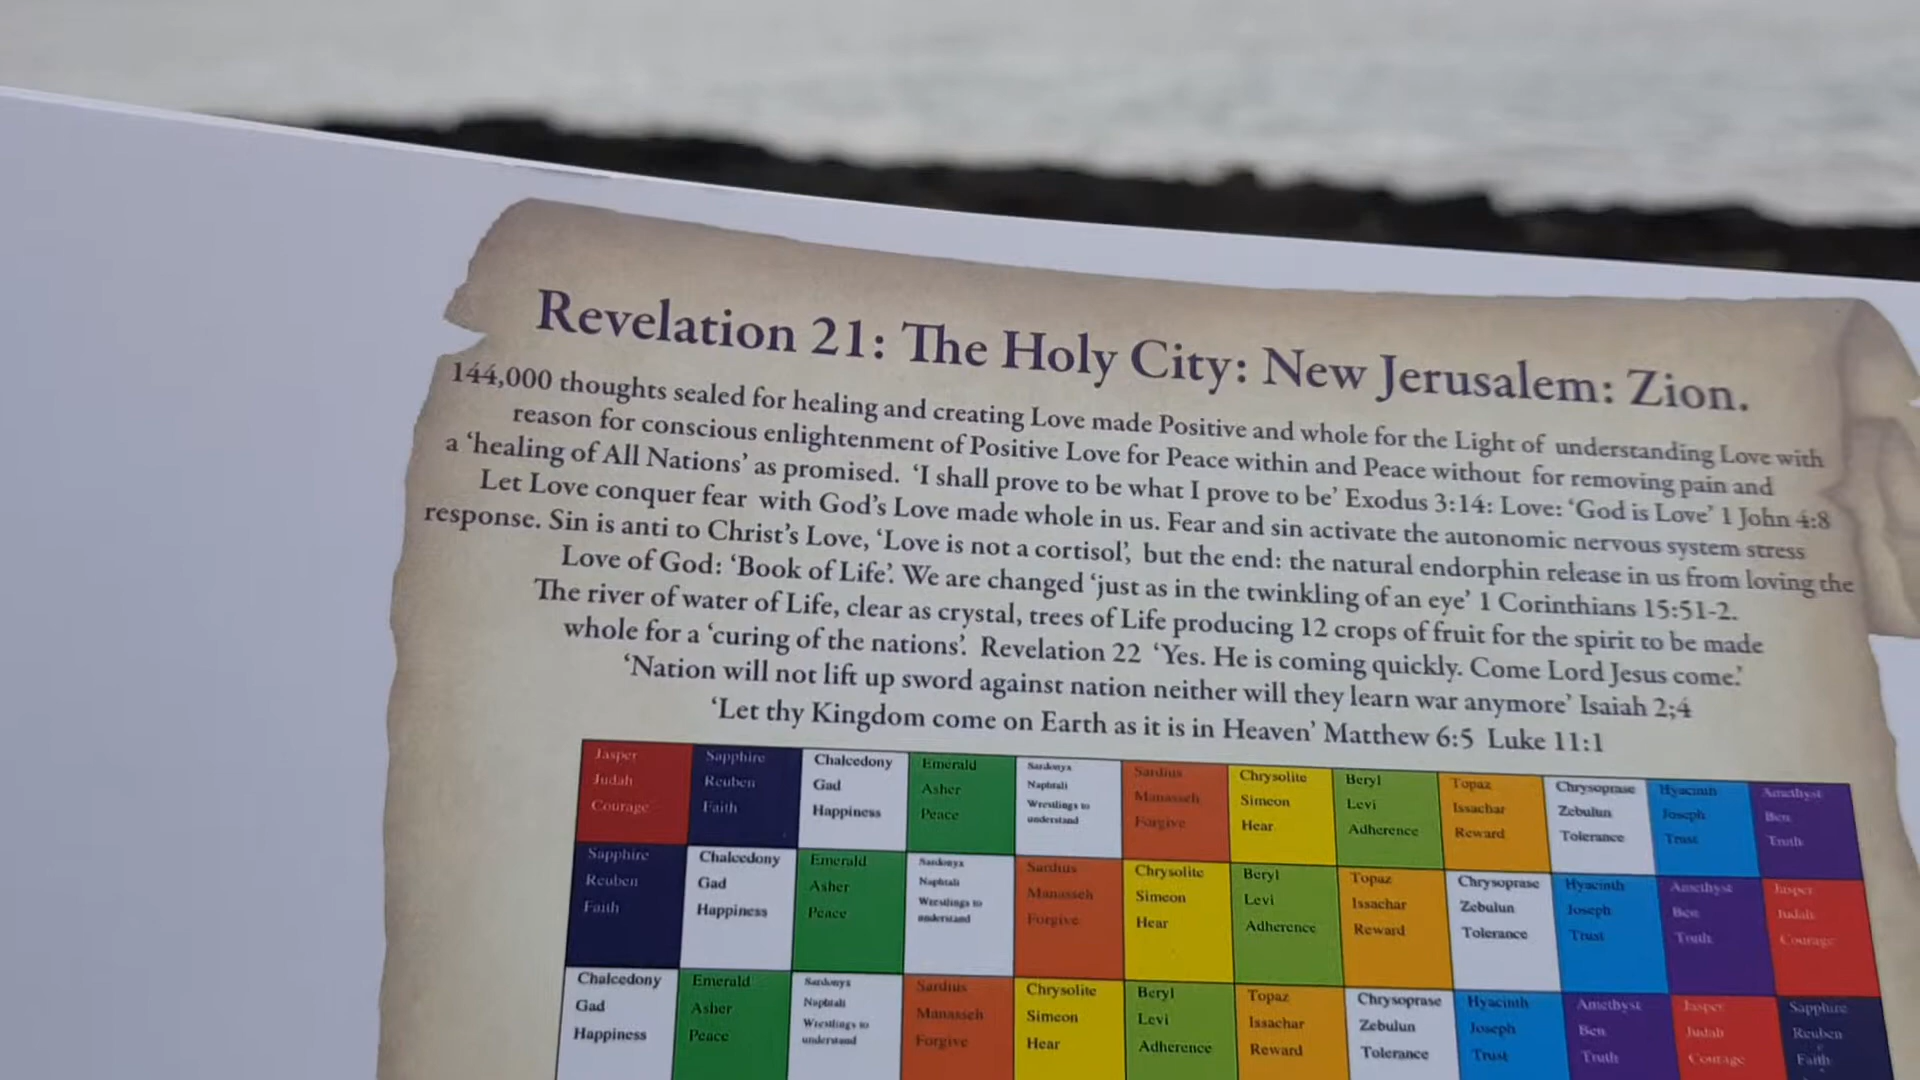 Revelation 21: The Holy City: New Jerusalem: Zion.
144,000 thoughts sealed for healing and creating Love made Positive and whole for the Light of understanding Love with
reason for conscious enlightenment of Positive Love for Peace within and Peace without for removing pain and
a ‘healing of All Nations’ as promised. ‘I shall prove to be what I prove to be’ Exodus 3:14: Love: ‘God is Love’ 1 John 4:8
Let Love conquer fear with God’s Love made whole in us. Fear and sin activate the autonomic nervous system stress
response. Sin is anti to Christ’s Love, ‘Love is not a cortisol’, but the end: the natural endorphin release in us from loving the
Love of God: ‘Book of Life’. We are changed ‘just as in the twinkling of an eye’ 1 Corinthians 15:51-2.
The river of water of Life, clear as crystal, trees of Life producing 12 crops of fruit for the spirit to be made
whole for a ‘curing of the nations’. Revelation 22 ‘Yes. He is coming quickly. Come Lord Jesus come.’
‘Nation will not lift up sword against nation neither will they learn war anymore’ Isaiah 2;4
‘Let thy Kingdom come on Earth as it is in Heaven’ Matthew 6:5 Luke 11:1
Jasper
Judah
Courage
Sapphire
Reuben
Faith
Chalcedony
Gad
Happiness
Emerald
Asher
Peace
Sardonyx
Naphtali
Wrestlings to
understand
Sardius
Manasseh
Forgive
Chrysolite
Simeon
Hear
Beryl
Levi
Adherence
Topaz
Issachar
Reward
Chrysoprase
Zebulun
Tolerance
Hyacinth
Joseph
Trust
Amethyst
Ben
Truth
Sapphire
Reuben
Faith
Chalcedony
Gad
Happiness
Emerald
Asher
Peace
Sardonyx
Naphtali
Wrestlings to
understand
Sardius
Manasseh
Forgive
Chrysolite
Simeon
Hear
Beryl
Levi
Adherence
Topaz
Issachar
Reward
Chrysoprase
Zebulun
Tolerance
Hyacinth
Joseph
Trust
Amethyst
Ben
Truth
Jasper
Judah
Courage
Chalcedony
Gad
Happiness
Emerald
Asher
Peace
Sardonyx
Naphtali
Wrestlings to
understand
Sardius
Manasseh
Forgive
Chrysolite
Simeon
Hear
Beryl
Levi
Adherence
Topaz
Issachar
Reward
Chrysoprase
Zebulun
Tolerance
Hyacinth
Joseph
Trust
Amethyst
Ben
Truth
Jasper
Judah
Courage
Sapphire
Reuben
Faith